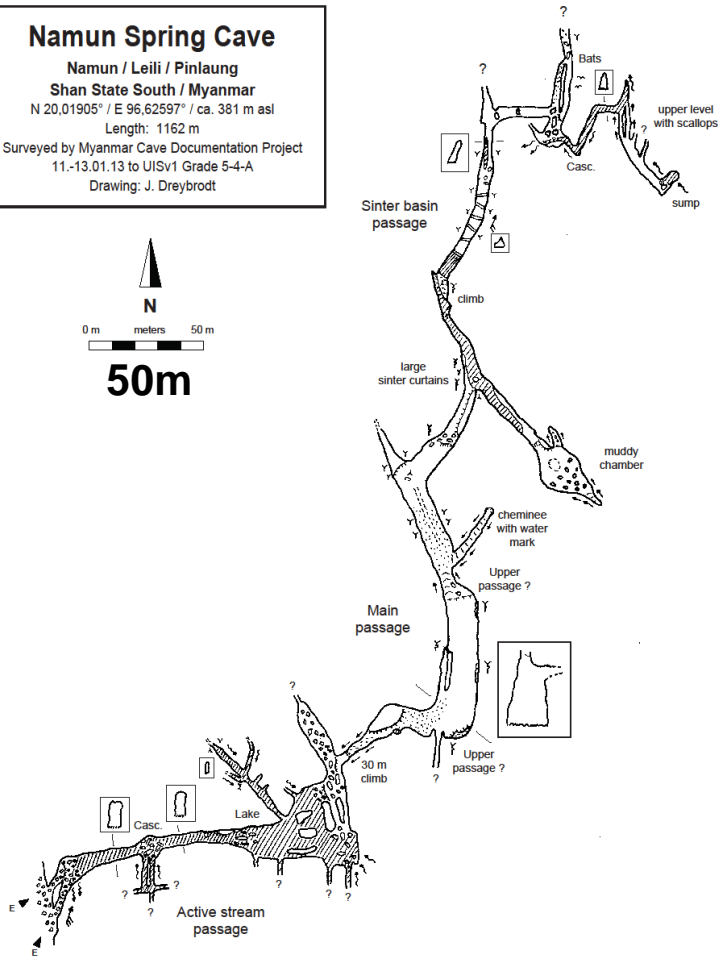 Namun Spring Cave
Namun / Leili / Pinlaung
Shan State South / Myanmar
N 20,01905° / E 96,62597° / ca. 381 m asl
Length: 1162 m
Surveyed by Myanmar Cave Documentation Project
11.-13.01.13 to UISv1 Grade 5-4-A
Drawing: J. Dreybrodt
N
0 m meters 50 m
50m
?
Bats
?
upper level
with scallops
?
Casc.
sump
Sinter basin
passage
climb
large
sinter curtains
muddy
chamber
cheminee
with water
mark
Upper
passage ?
Main
passage
?
30 m
climb
?
Upper
passage ?
Lake
Casc.
?
?
?
?
?
?
Active stream
passage
E
E